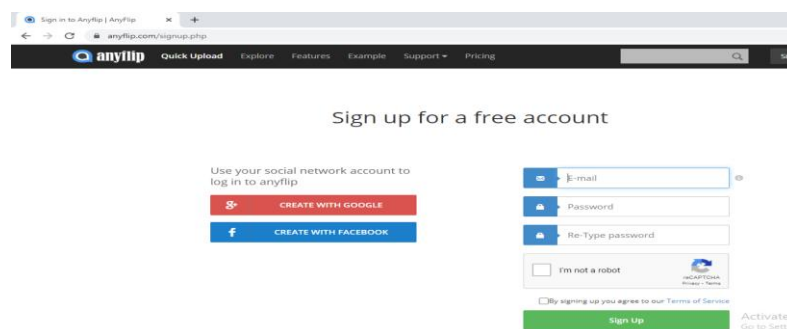 Sign in to Anyflip | AnyFlip
anyflip.com/signup.php
anyflip Quick Upload Explore Features Example Support Pricing
Sign up for a free account
Use your social network account to
log in to anyflip
CREATE WITH GOOGLE
CREATE WITH FACEBOOK
E-mail
Password
Re-Type password
I'm not a robot
reCAPTCHA
Privacy - Terms
By signing up you agree to our Terms of Service
Sign Up
Activate
Go to Sett